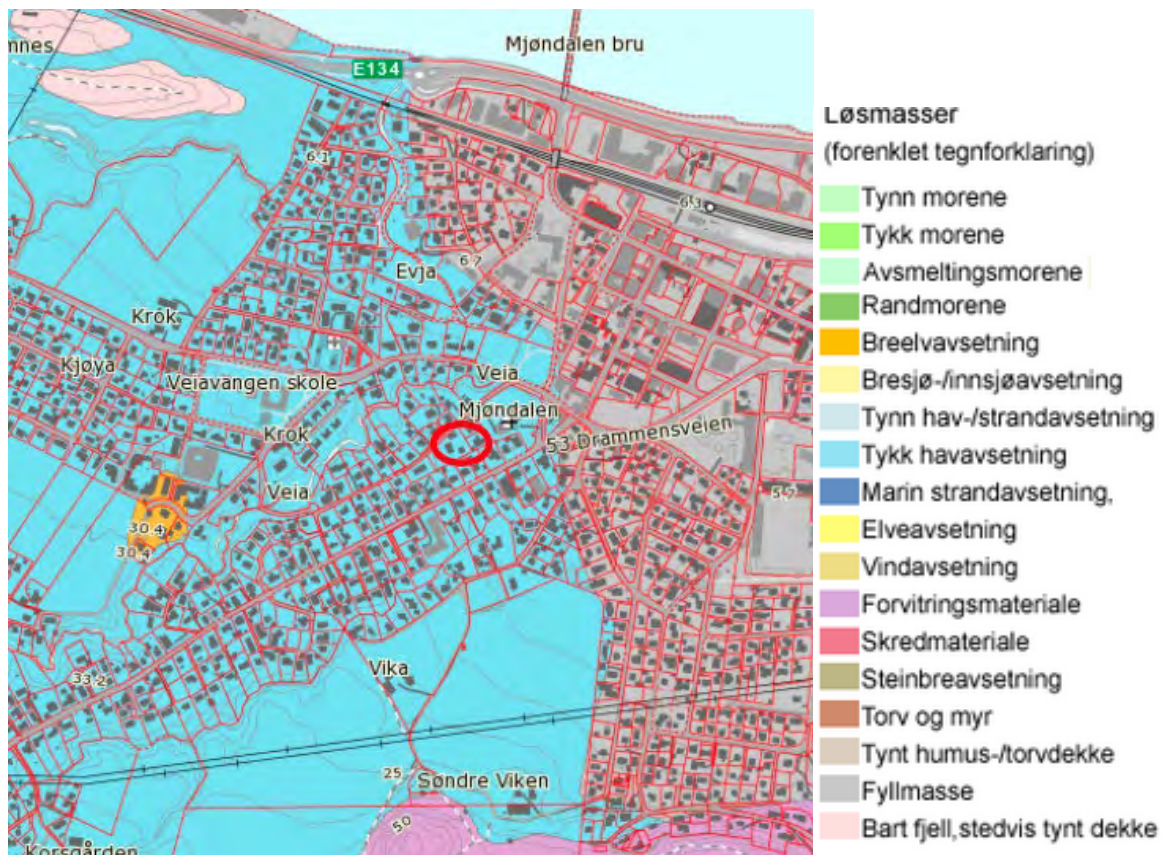 Mjøndalen bru
mnes
E134
6.1
6.3
6.7
Evja
Krok
Kjøya
Veiavangen skole
Veia
Mjøndalen
Krok
53 Drammensveien
Veia
5.7
30.4
30.4
Vika
33.2
25
Søndre Viken
50
Korsgården
Løsmasser
(forenklet tegnforklaring)
Tynn morene
Tykk morene
Avsmeltingsmorene
Randmorene
Breelvavsetning
Bresjø-/innsjøavsetning
Tynn hav-/strandavsetning
Tykk havavsetning
Marin strandavsetning,
Elveavsetning
Vindavsetning
Forvitringsmateriale
Skredmateriale
Steinbreavsetning
Torv og myr
Tynt humus-/torvdekke
Fyllmasse
Bart fjell,stedvis tynt dekke